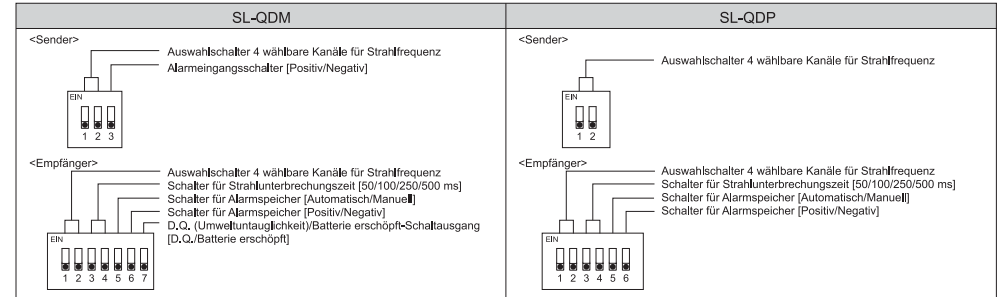 SL-QDM
<Sender>
Auswahlschalter 4 wählbare Kanäle für Strahlfrequenz
Alarmeingangsschalter [Positiv/Negativ]
EIN
1 2 3
<Empfänger>
Auswahlschalter 4 wählbare Kanäle für Strahlfrequenz
Schalter für Strahlunterbrechungszeit [50/100/250/500 ms]
Schalter für Alarmspeicher [Automatisch/Manuell]
Schalter für Alarmspeicher [Positiv/Negativ]
D.Q. (Umweltuntauglichkeit)/Batterie erschöpft-Schaltausgang
[D.Q./Batterie erschöpft]
EIN
1 2 3 4 5 6 7
SL-QDP
<Sender>
Auswahlschalter 4 wählbare Kanäle für Strahlfrequenz
EIN
1 2
<Empfänger>
Auswahlschalter 4 wählbare Kanäle für Strahlfrequenz
Schalter für Strahlunterbrechungszeit [50/100/250/500 ms]
Schalter für Alarmspeicher [Automatisch/Manuell]
Schalter für Alarmspeicher [Positiv/Negativ]
EIN
1 2 3 4 5 6